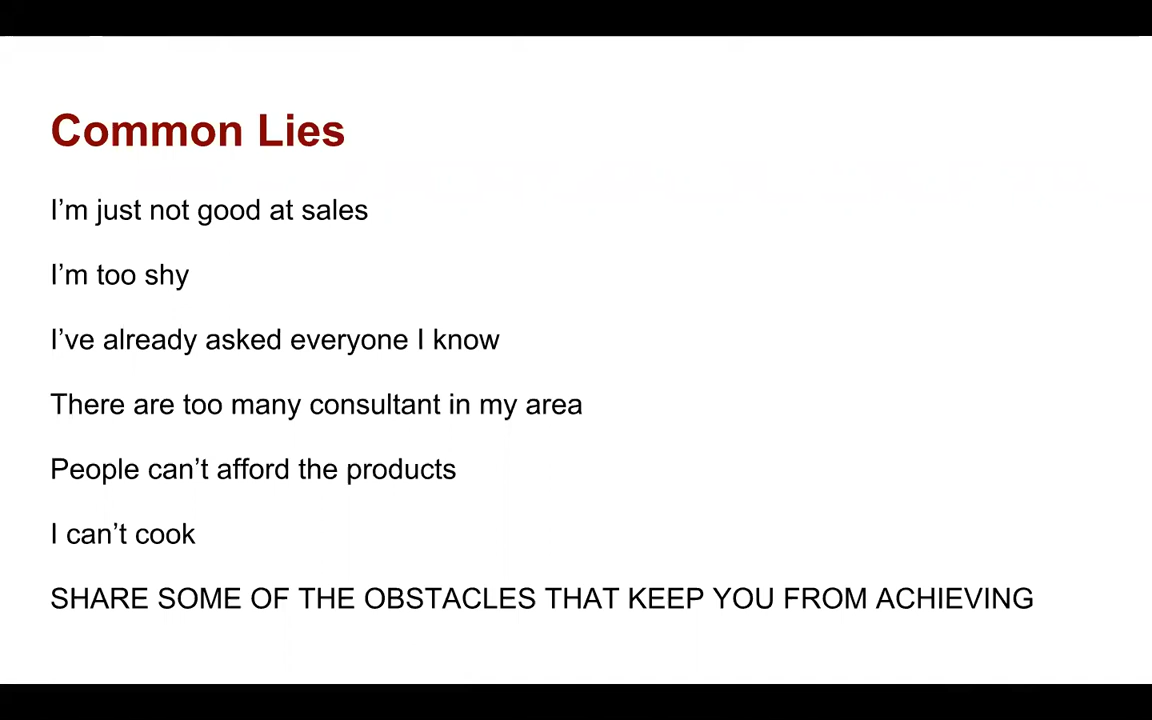 Common Lies
I’m just not good at sales
I’m too shy
I’ve already asked everyone I know
There are too many consultant in my area
People can’t afford the products
I can’t cook
SHARE SOME OF THE OBSTACLES THAT KEEP YOU FROM ACHIEVING